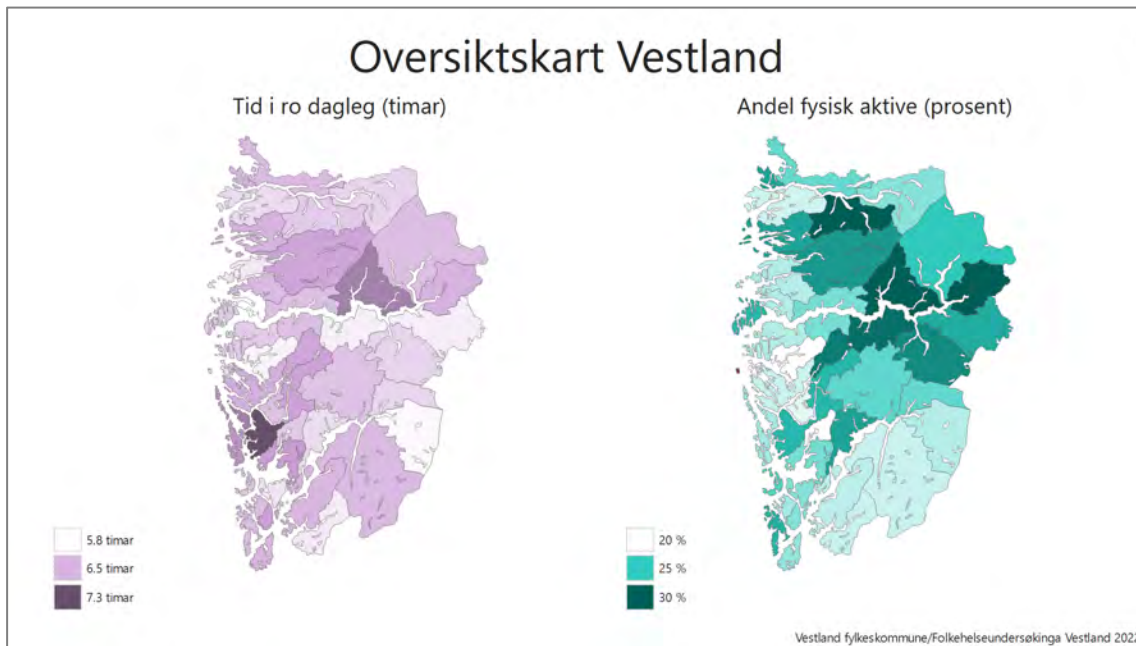 Oversiktskart Vestland
Tid i ro dagleg (timar)
Andel fysisk aktive (prosent)
5.8 timar
6.5 timar
7.3 timar
20 %
25 %
30 %
Vestland fylkeskommune/Folkehelseundersøkinga Vestland 2022